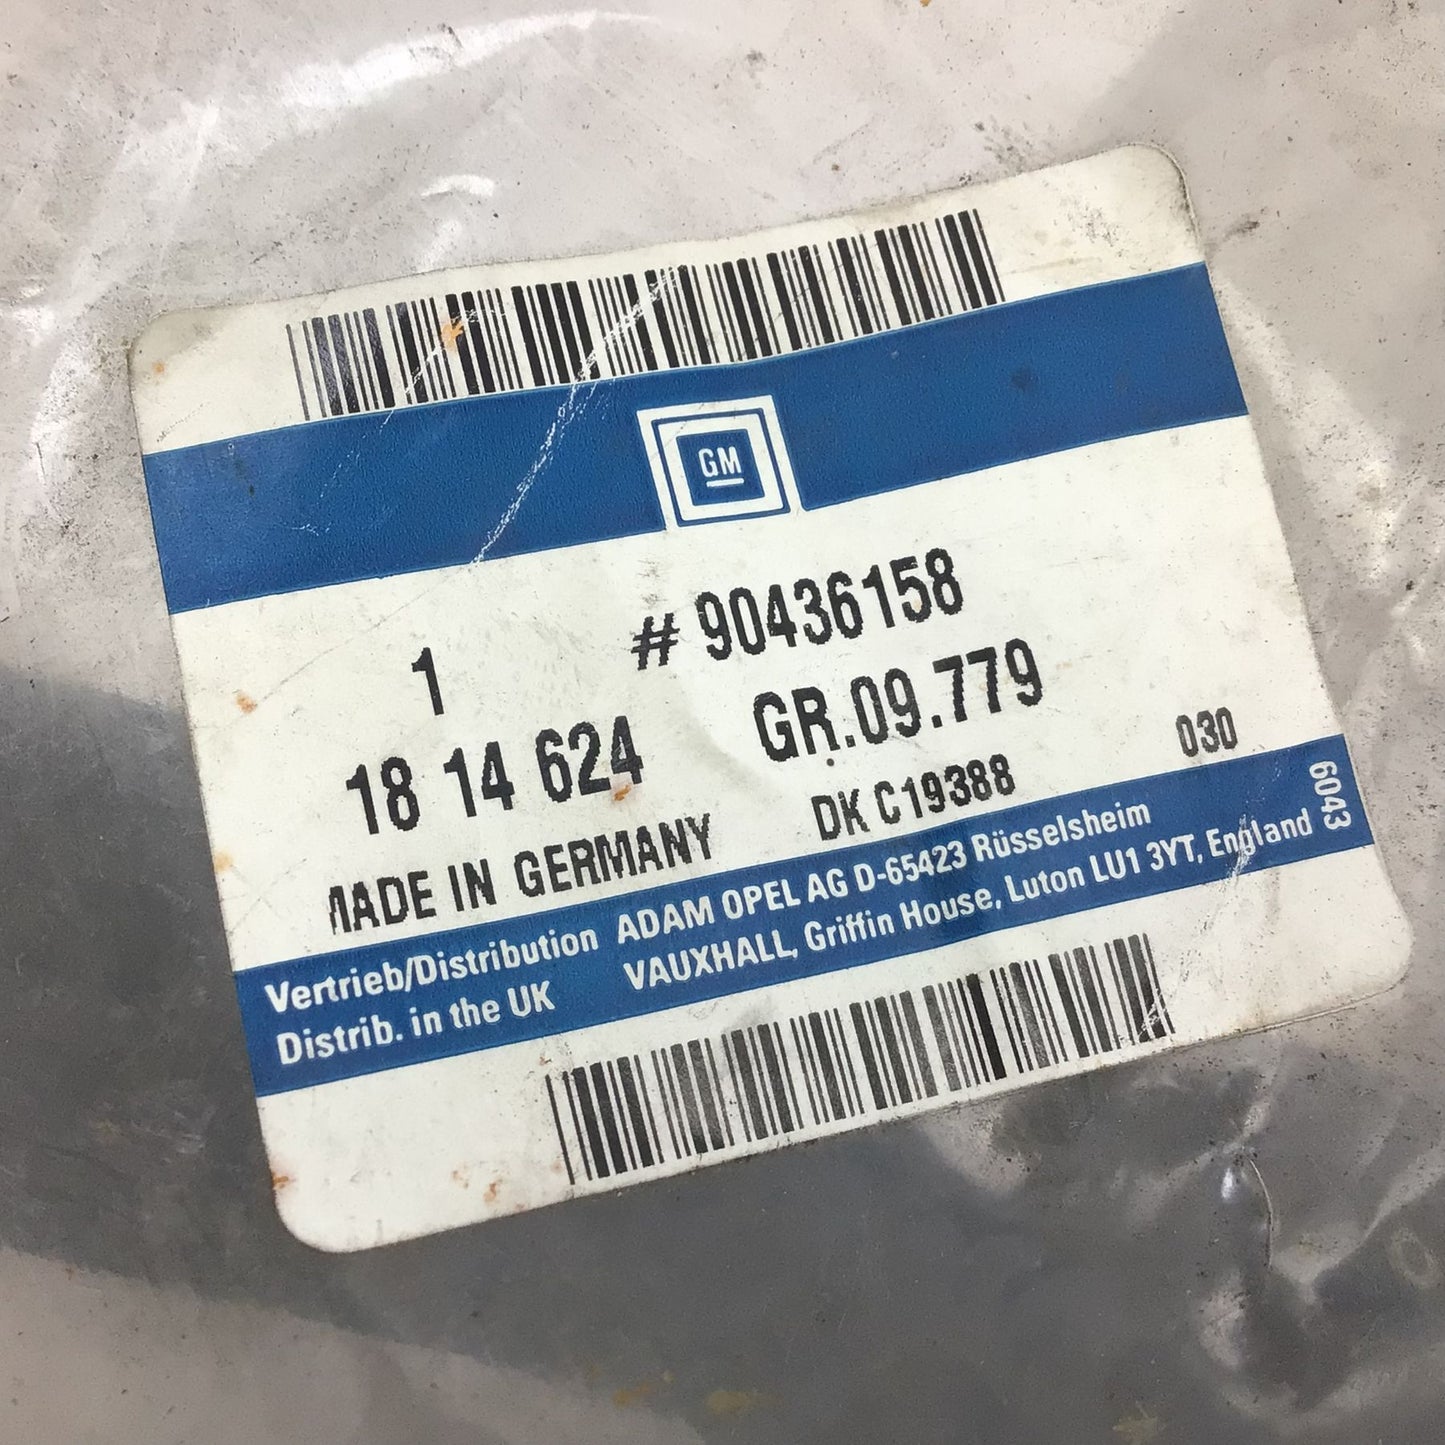 GM
1 # 90436158
18 14 624 GR.09.779
MADE IN GERMANY DK C19388 030
Vertrieb/Distribution ADAM OPEL AG D-65423 Rüsselsheim
Distrib. in the UK VAUXHALL, Griffin House, Luton LU1 3YT, England
6043